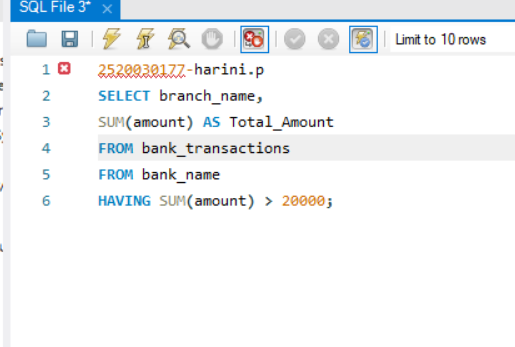 SQL File 3*
Limit to 10 rows
1 2520030177-harini.p
2 SELECT branch_name,
3 SUM(amount) AS Total_Amount
4 FROM bank_transactions
5 FROM bank_name
6 HAVING SUM(amount) > 20000;